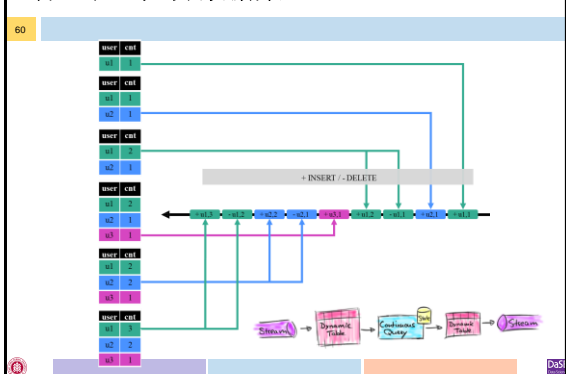 60
user cnt
u1 1
user cnt
u1 1
u2 1
user cnt
u1 2
u2 1
+ INSERT / - DELETE
user cnt
u1 2
u2 1
u3 1
+u1,3 -u1,2 +u2,2 -u2,1 +u3,1 +u1,2 -u1,1 +u2,1 +u1,1
user cnt
u1 2
u2 2
u3 1
user cnt
u1 3
u2 2
u3 1
Stream
Dynamic
Table
Continuous
Query
State
Dynamic
Table
Stream
DaSE